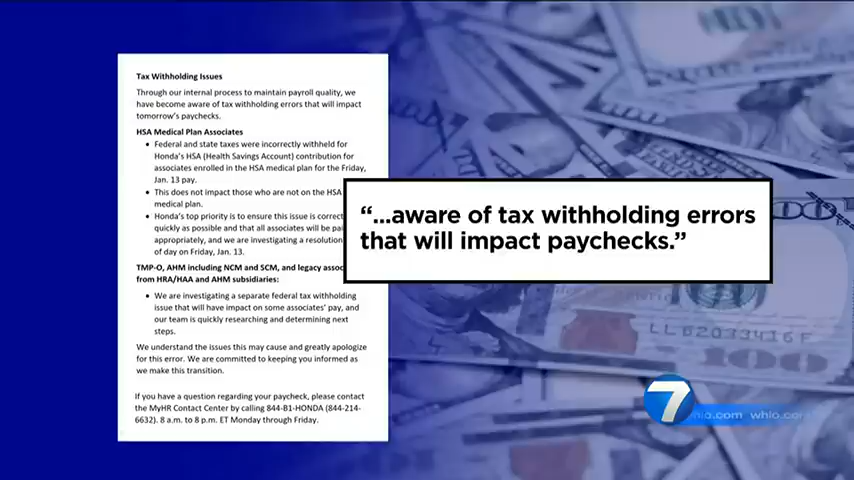 Tax Withholding Issues
Through our internal process to maintain payroll quality, we
have become aware of tax withholding errors that will impact
tomorrow's paychecks.
HSA Medical Plan Associates
• Federal and state taxes were incorrectly withheld for
Honda's HSA (Health Savings Account) contribution for
associates enrolled in the HSA medical plan for the Friday,
Jan. 13 pay.
• This does not impact those who are not on the HSA
medical plan.
• Honda's top priority is to ensure this issue is correct
quickly as possible and that all associates will be pai
appropriately, and we are investigating a resolution
of day on Friday, Jan. 13.
TMP-O, AHM including NCM and SCM, and legacy assoc
from HRA/HAA and AHM subsidiaries:
• We are investigating a separate federal tax withholding
issue that will have impact on some associates' pay, and
our team is quickly researching and determining next
steps.
We understand the issues this may cause and greatly apologize
for this error. We are committed to keeping you informed as
we make this transition.
If you have a question regarding your paycheck, please contact
the MyHR Contact Center by calling 844-B1-HONDA (844-214-
6632). 8 a.m. to 8 p.m. ET Monday through Friday.
"...aware of tax withholding errors
that will impact paychecks."
LL62073416F
100
7
hio.com whio.co